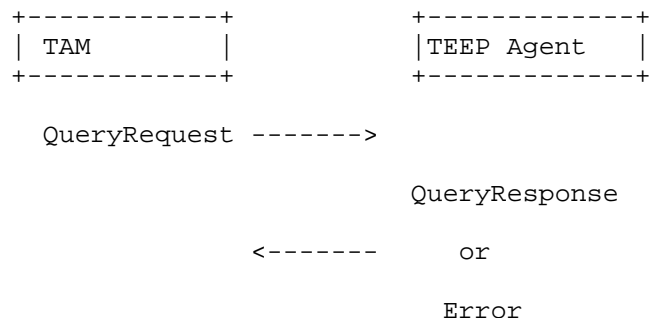 +------------+           +-------------+
| TAM        |           |TEEP Agent   |
+------------+           +-------------+
QueryRequest ------->
QueryResponse
<-------     or
Error